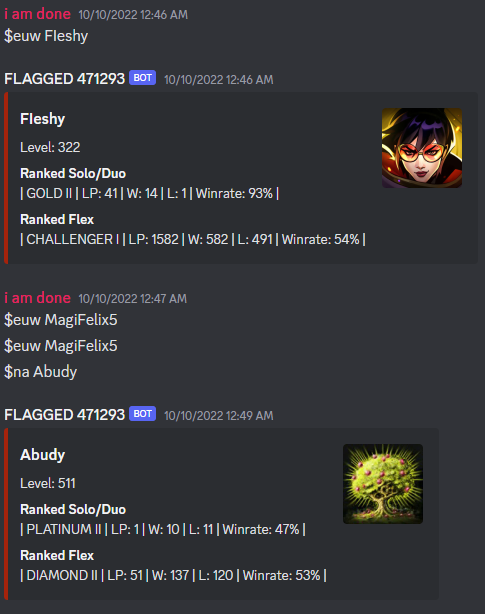 i am done 10/10/2022 12:46 AM
$euw Fleshy
FLAGGED 471293 BOT 10/10/2022 12:46 AM
Fleshy
Level: 322
Ranked Solo/Duo
| GOLD II | LP: 41 | W: 14 | L: 1 | Winrate: 93% |
Ranked Flex
| CHALLENGER I | LP: 1582 | W: 582 | L: 491 | Winrate: 54% |
i am done 10/10/2022 12:47 AM
$euw MagiFelix5
$euw MagiFelix5
$na Abudy
FLAGGED 471293 BOT 10/10/2022 12:49 AM
Abudy
Level: 511
Ranked Solo/Duo
| PLATINUM II | LP: 1 | W: 10 | L: 11 | Winrate: 47% |
Ranked Flex
| DIAMOND II | LP: 51 | W: 137 | L: 120 | Winrate: 53% |